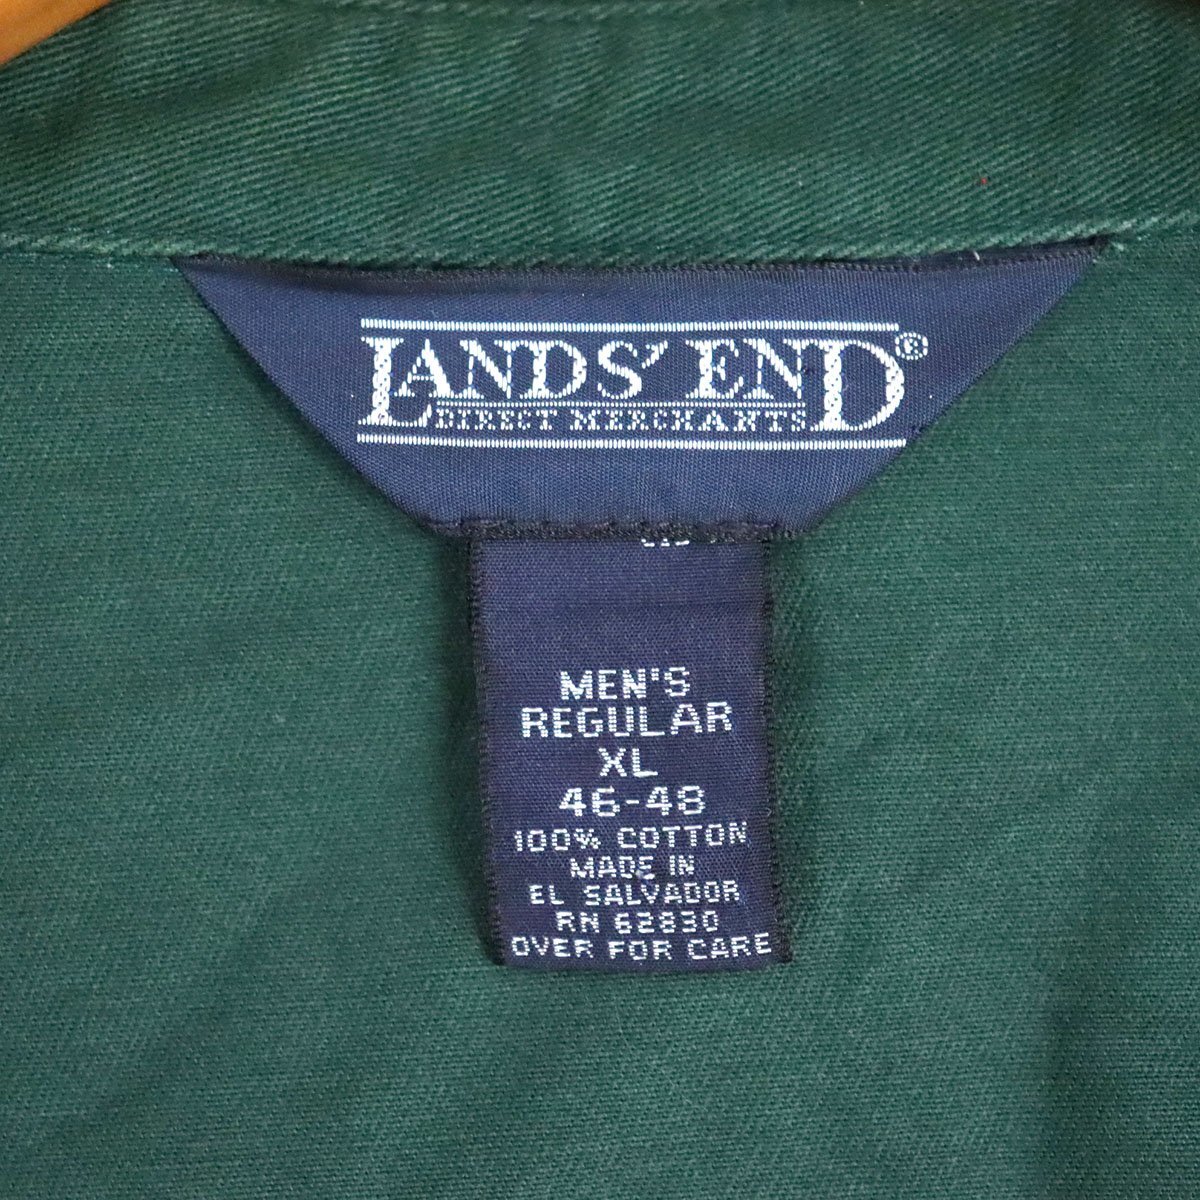 LANDS' END®
DIRECT MERCHANTS
MEN'S
REGULAR
XL
46-48
100% COTTON
MADE IN
EL SALVADOR
RN 62830
OVER FOR CARE